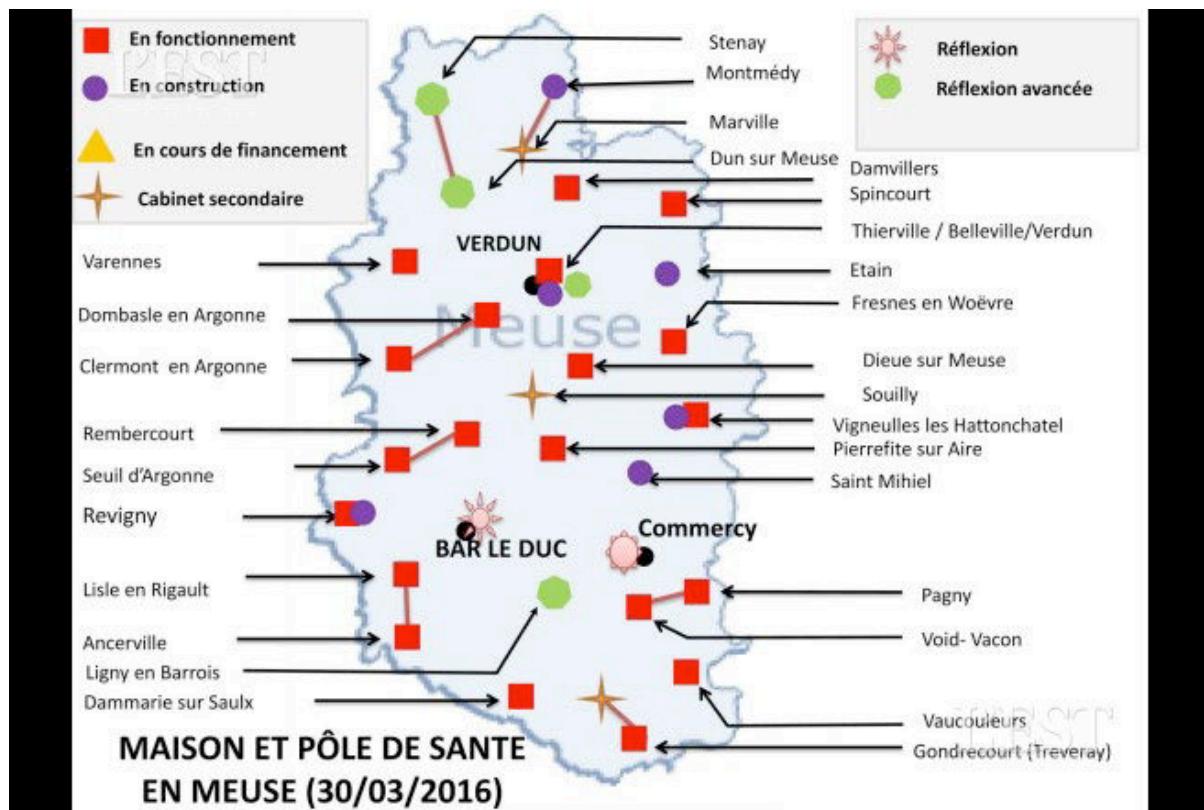 En fonctionnement
L'EST
En construction
En cours de financement
Cabinet secondaire
Réflexion
Réflexion avancée
Stenay
Montmédy
Marville
Dun sur Meuse
Damvillers
Spincourt
VERDUN
Thierville / Belleville/Verdun
Varennes
Etain
Dombasle en Argonne
Meuse
Fresnes en Woëvre
Clermont en Argonne
Dieue sur Meuse
Souilly
Rembercourt
Vigneulles les Hattonchatel
Pierrefite sur Aire
Seuil d'Argonne
Saint Mihiel
Revigny
Commercy
BAR LE DUC
Lisle en Rigault
Pagny
Ancerville
Void- Vacon
Ligny en Barrois
Dammarie sur Saulx
Vaucouleurs
L'EST
Gondrecourt (Treveray)
MAISON ET PÔLE DE SANTE
EN MEUSE (30/03/2016)